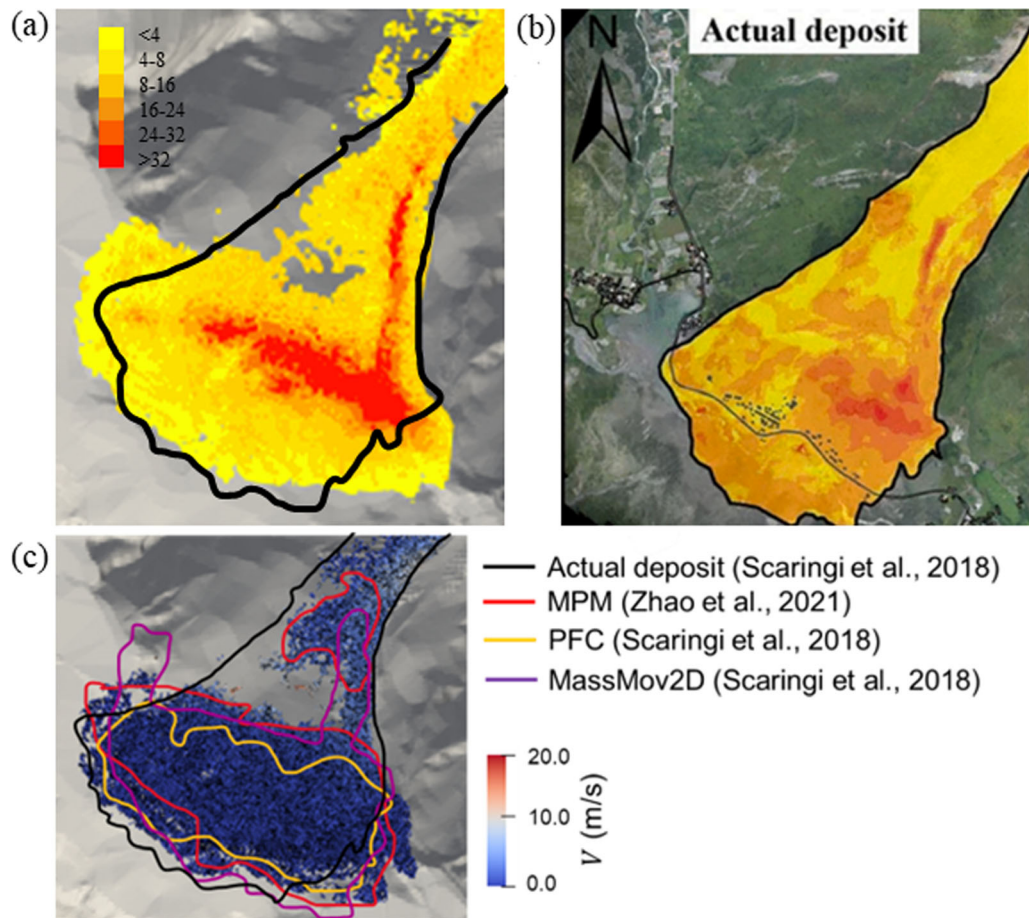 (a)
<4
4-8
8-16
16-24
24-32
>32
(b)
Actual deposit
N
(c)
Actual deposit (Scaringi et al., 2018)
MPM (Zhao et al., 2021)
PFC (Scaringi et al., 2018)
MassMov2D (Scaringi et al., 2018)
20.0
10.0
0.0
V (m/s)